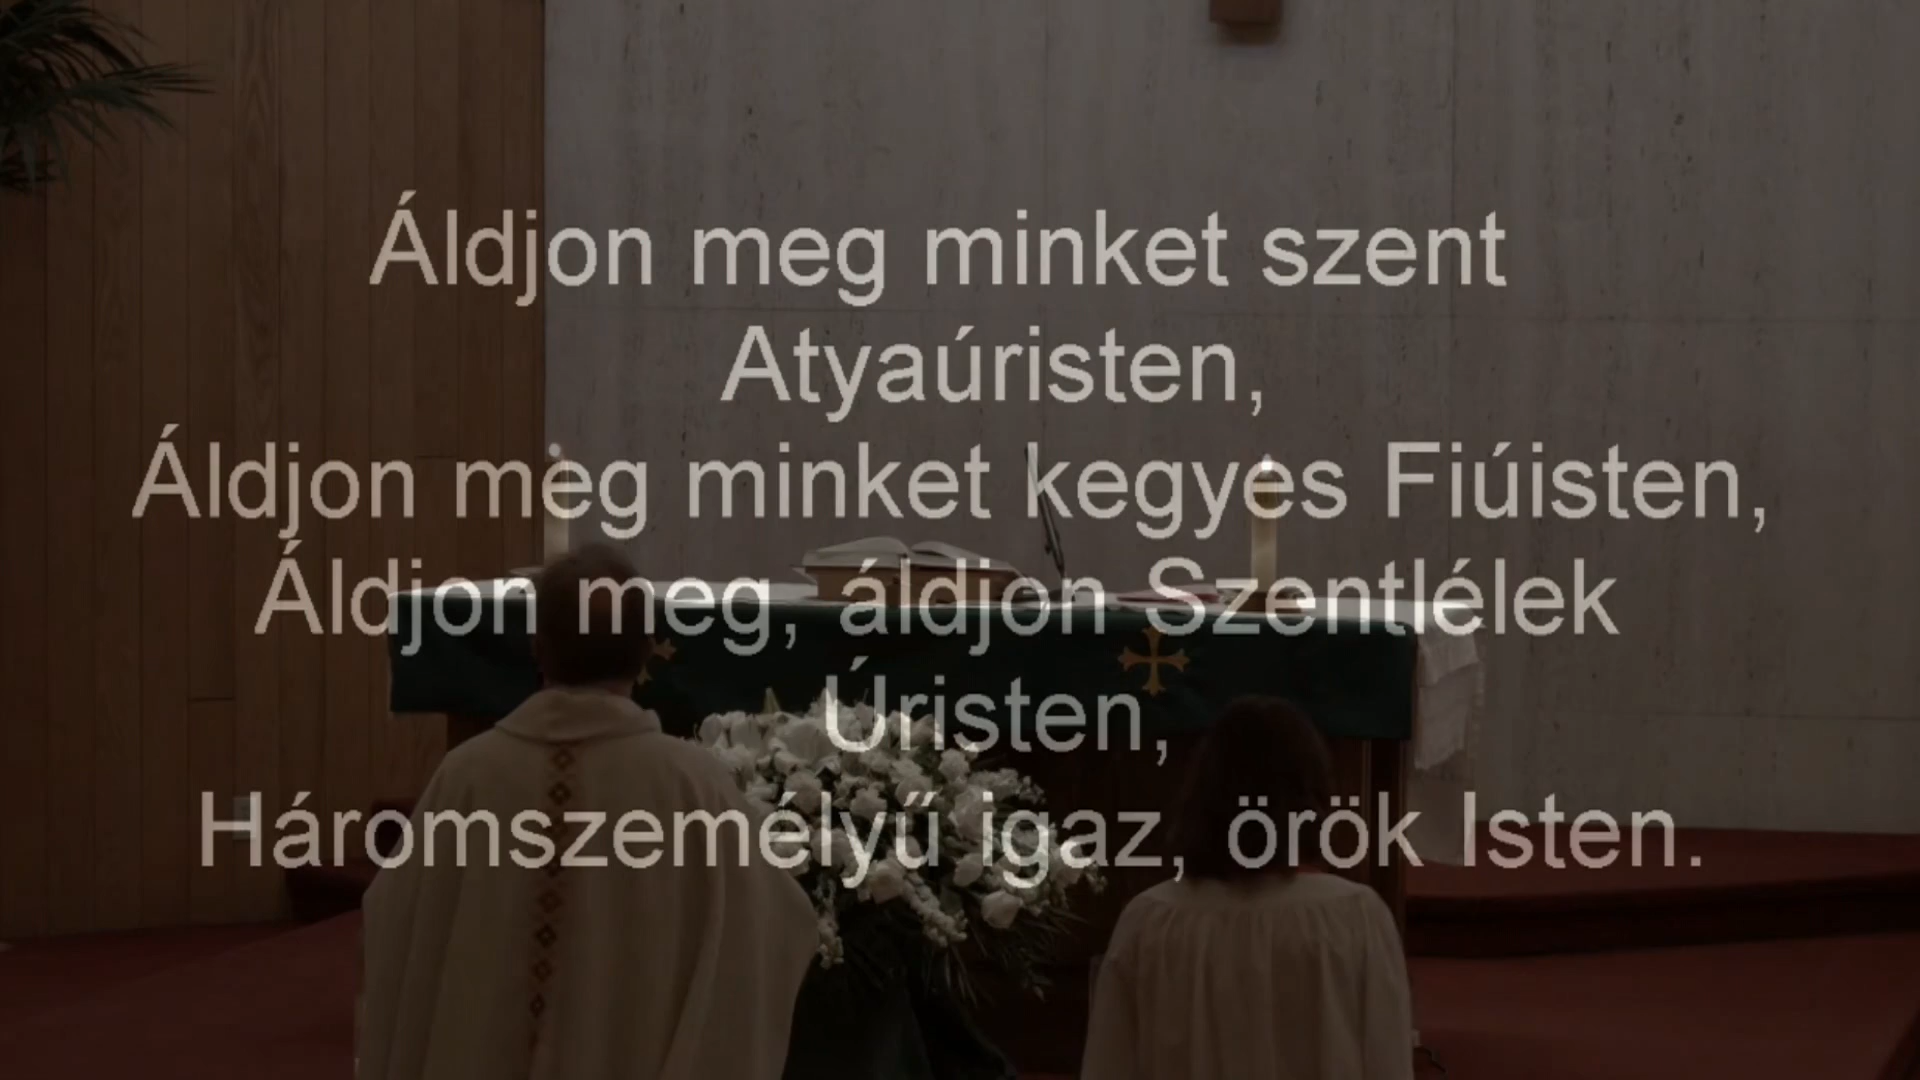 Áldjon meg minket szent
Atyaúristen,
Áldjon meg minket kegyes Fiúisten,
Áldjon meg, áldjon Szentlélek
Úristen,
Háromszemélyű igaz, örök Isten.